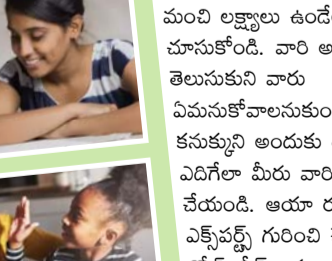 మంచి లక్ష్యాలు ఉండే
చూసుకోండి. వారి అ
తెలుసుకుని వారు
ఏమనుకోవాలనుకుం
కనుక్కుని అందుకు
ఎదిగేలా మీరు వారి
చేయండి. ఆయా ర
ఎక్స్‌పర్ట్స్ గురించి